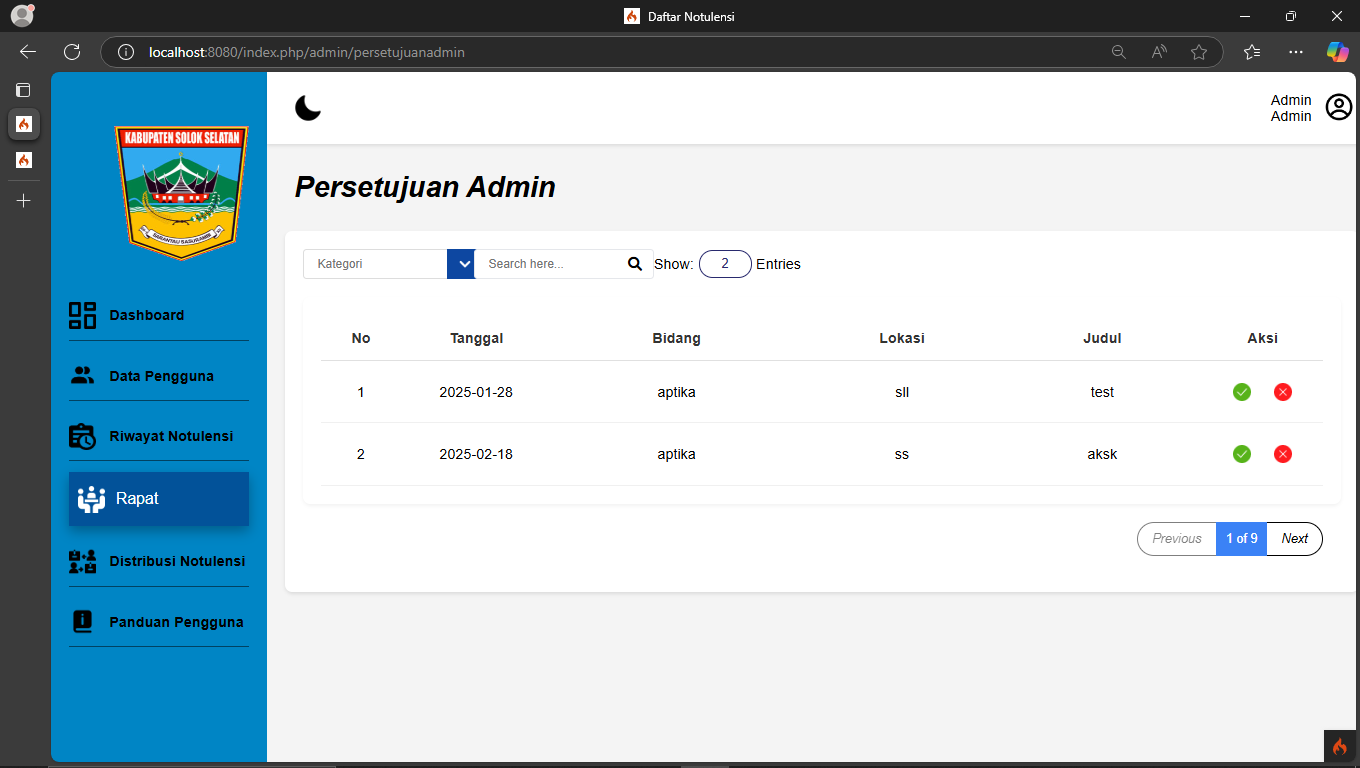 Daftar Notulensi
localhost:8080/index.php/admin/persetujuanadmin
KABUPATEN SOLOK SELATAN
SARANTAU SASURAMBI
Admin
Admin
Persetujuan Admin
Kategori
Search here...
Show: 2 Entries
Dashboard
Data Pengguna
Riwayat Notulensi
Rapat
Distribusi Notulensi
Panduan Pengguna
No Tanggal Bidang Lokasi Judul Aksi
1 2025-01-28 aptika sll test
2 2025-02-18 aptika ss aksk
Previous 1 of 9 Next